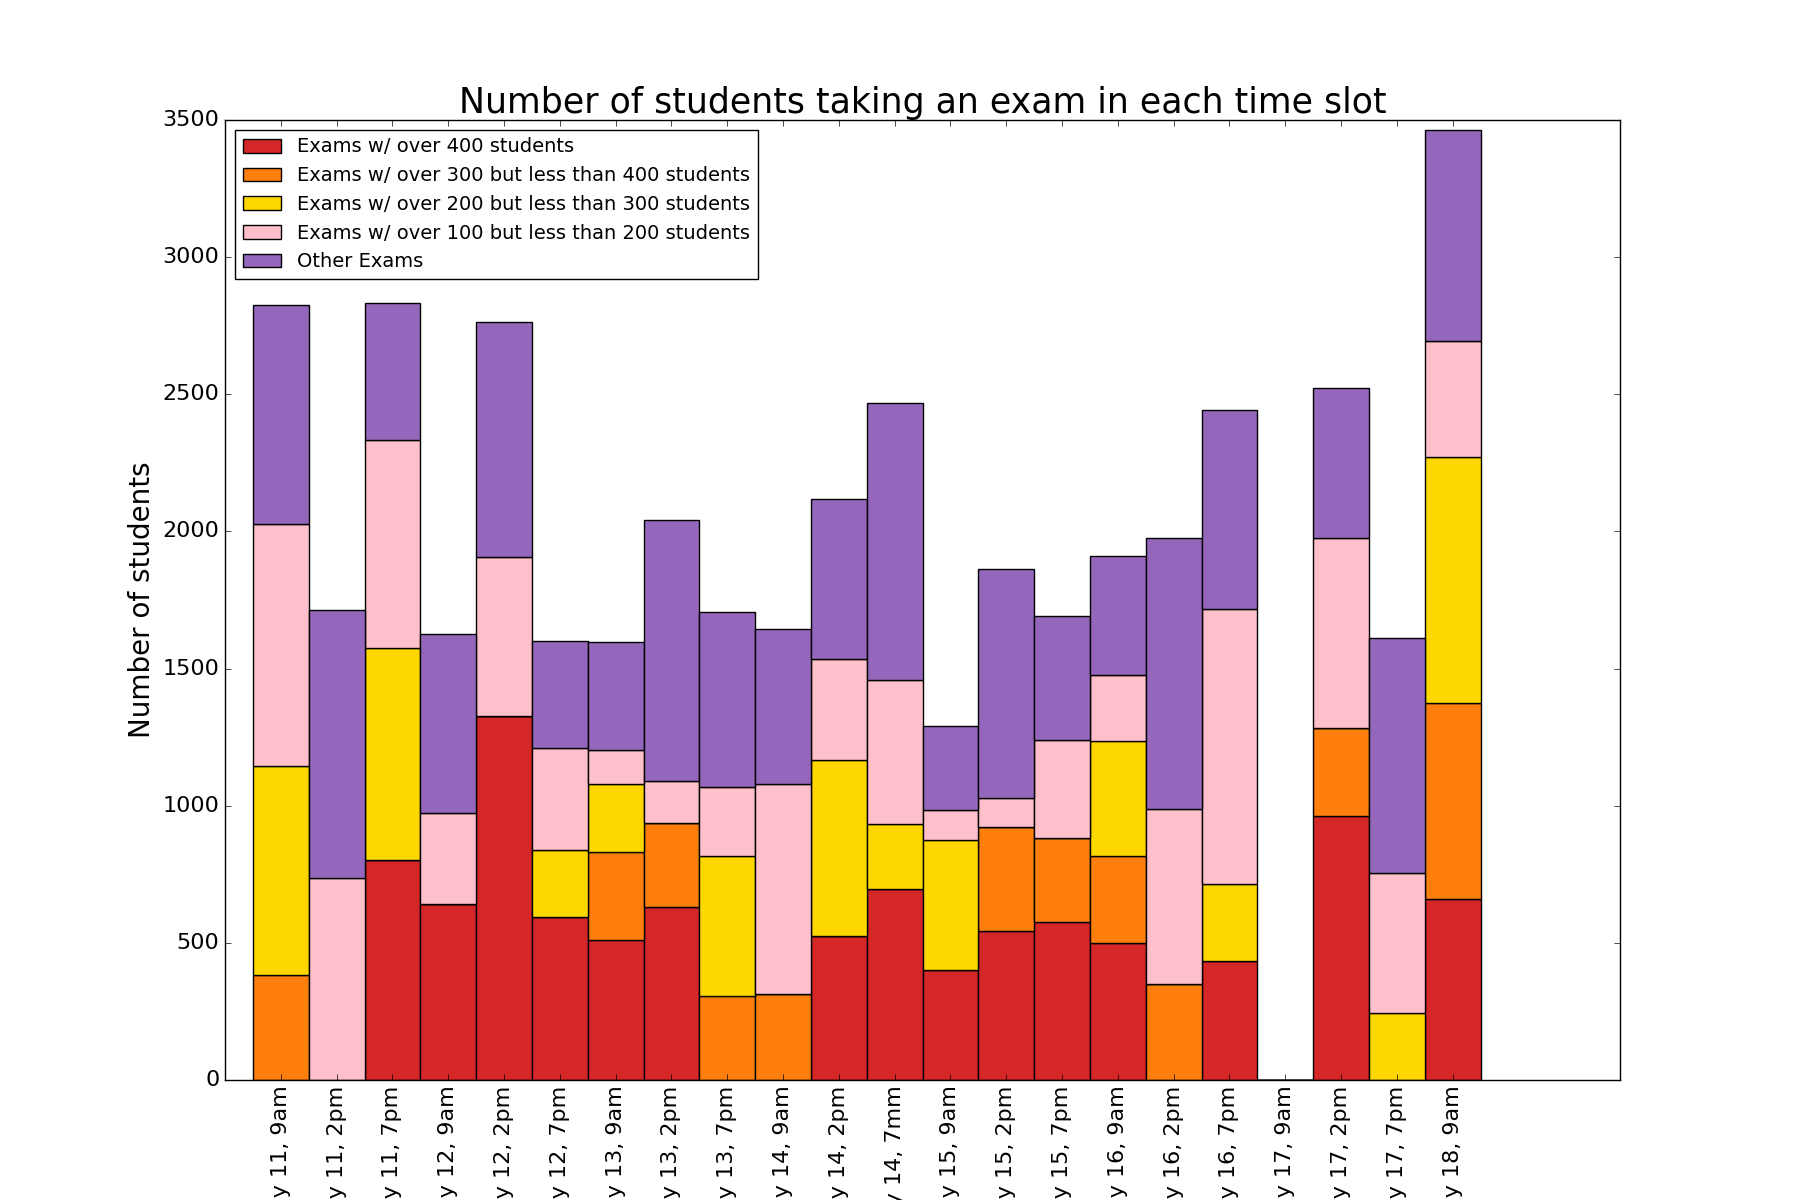 Number of students taking an exam in each time slot
3500
3000
2500
2000
1500
1000
500
0
Number of students
Exams w/ over 400 students
Exams w/ over 300 but less than 400 students
Exams w/ over 200 but less than 300 students
Exams w/ over 100 but less than 200 students
Other Exams
y 11, 9am
y 11, 2pm
y 11, 7pm
y 12, 9am
y 12, 2pm
y 12, 7pm
y 13, 9am
y 13, 2pm
y 13, 7pm
y 14, 9am
y 14, 2pm
y 14, 7mm
y 15, 9am
y 15, 2pm
y 15, 7pm
y 16, 9am
y 16, 2pm
y 16, 7pm
y 17, 9am
y 17, 2pm
y 17, 7pm
y 18, 9am